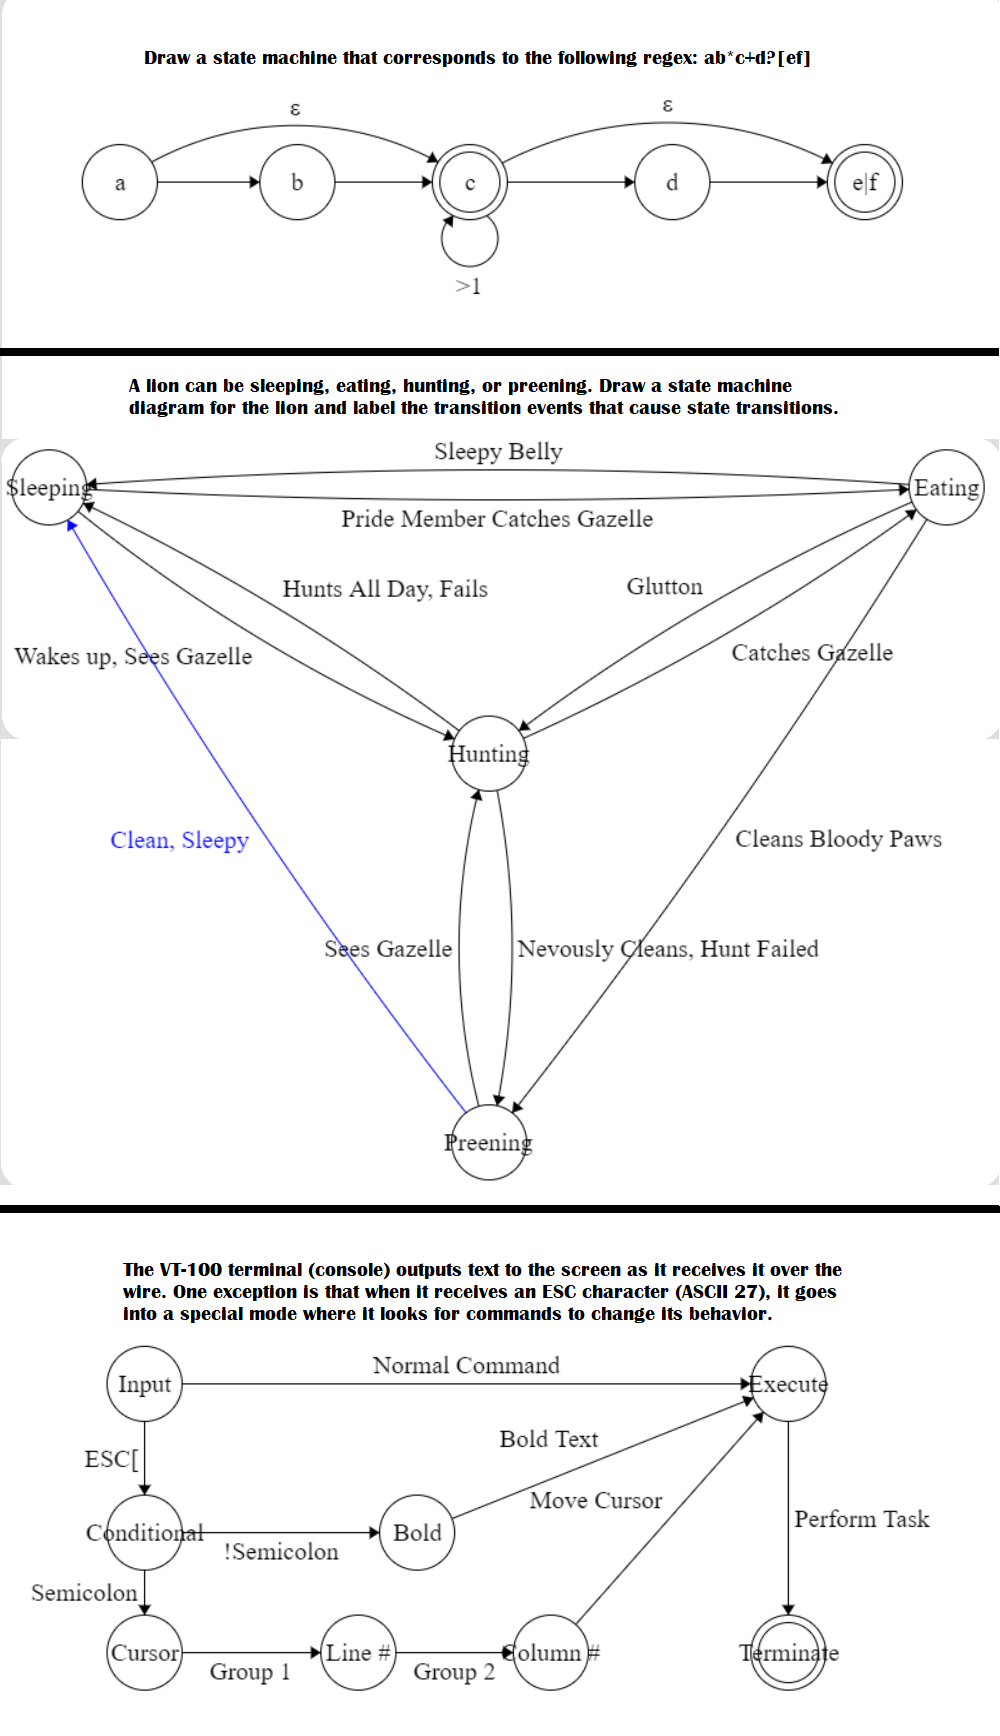 Draw a state machine that corresponds to the following regex: ab*c+d?[ef]
ε
ε
a
b
c
d
e|f
>1
A lion can be sleeping, eating, hunting, or preening. Draw a state machine
diagram for the lion and label the transition events that cause state transitions.
Sleepy Belly
Sleeping
Eating
Pride Member Catches Gazelle
Hunts All Day, Fails
Glutton
Wakes up, Sees Gazelle
Catches Gazelle
Hunting
Clean, Sleepy
Cleans Bloody Paws
Sees Gazelle
Nevously Cleans, Hunt Failed
Preening
The VT-100 terminal (console) outputs text to the screen as it receives it over the
wire. One exception is that when it receives an ESC character (ASCII 27), it goes
into a special mode where it looks for commands to change its behavior.
Normal Command
Input
Execute
Bold Text
ESC[
Move Cursor
Perform Task
Conditional
Bold
!Semicolon
Semicolon
Cursor
Line #
Column #
Terminate
Group 1
Group 2